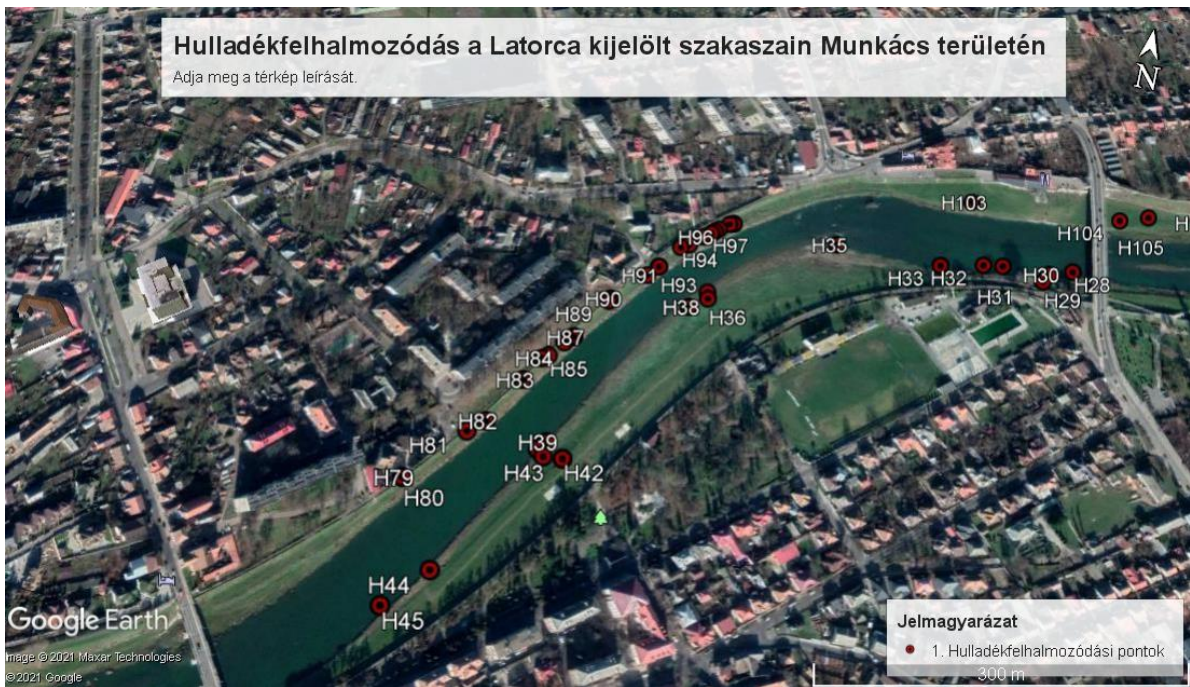 Hulladékfelhalmozódás a Latorca kijelölt szakaszain Munkács területén
Adja meg a térkép leírását.
N
H103
H104
H105
H
H96
H97
H35
H94
H91
H93
H33
H32
H30
H28
H31
H29
H90
H38
H36
H89
H87
H84
H85
H83
H82
H81
H39
H43
H42
H79
H80
H44
H45
Google Earth
Image © 2021 Maxar Technologies
©2021 Google
Jelmagyarázat
1. Hulladékfelhalmozódási pontok
300 m